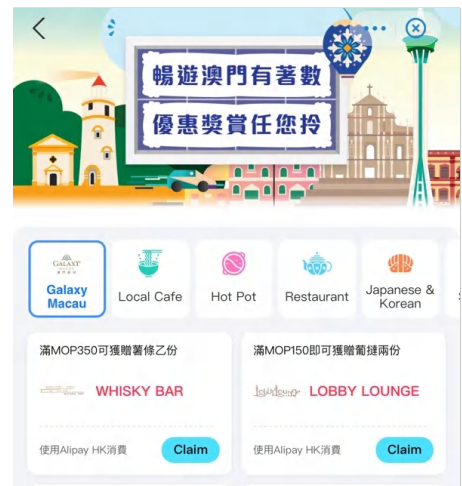 暢遊澳門有著數
優惠獎賞任您拎
GALAXY
Galaxy
Macau
Local Cafe
Hot Pot
Restaurant
Japanese &
Korean
滿MOP350可獲贈薯條乙份
滿MOP150即可獲贈葡撻兩份
WHISKY BAR
LOBBY LOUNGE
使用Alipay HK消費
Claim
使用Alipay HK消費
Claim